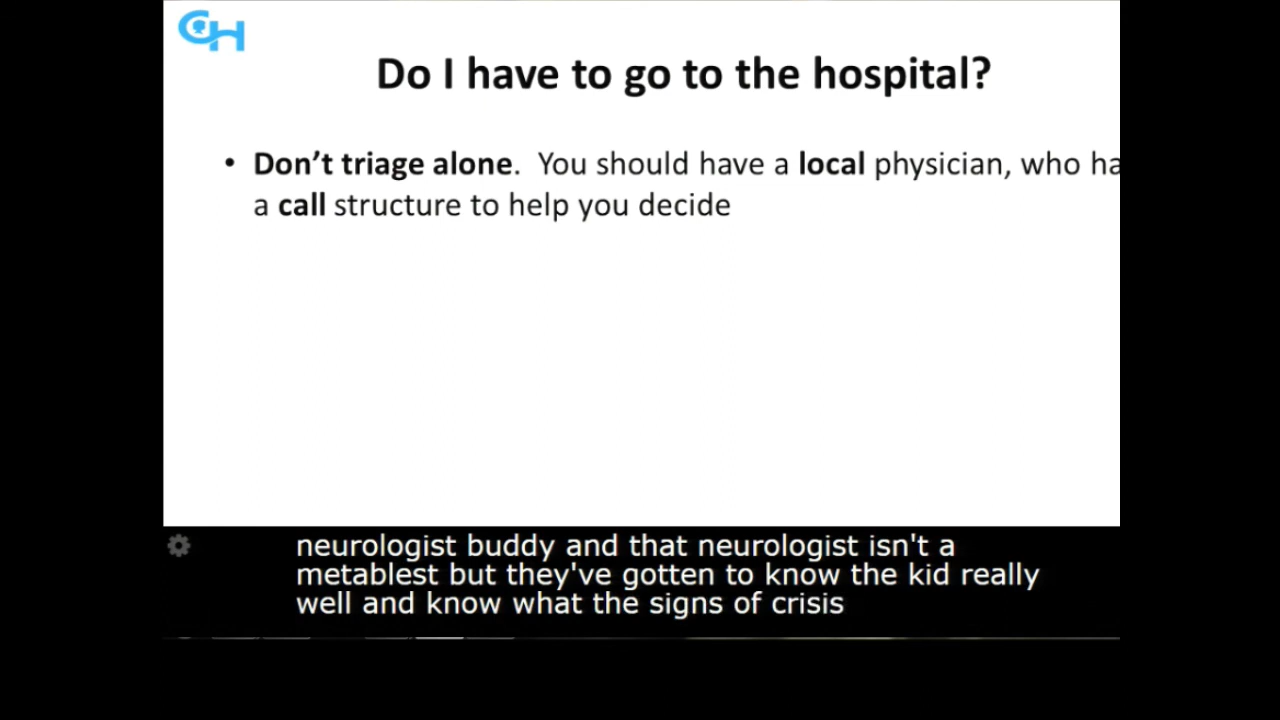 CH
Do I have to go to the hospital?
• Don't triage alone. You should have a local physician, who ha
a call structure to help you decide
neurologist buddy and that neurologist isn't a
metablest but they've gotten to know the kid really
well and know what the signs of crisis